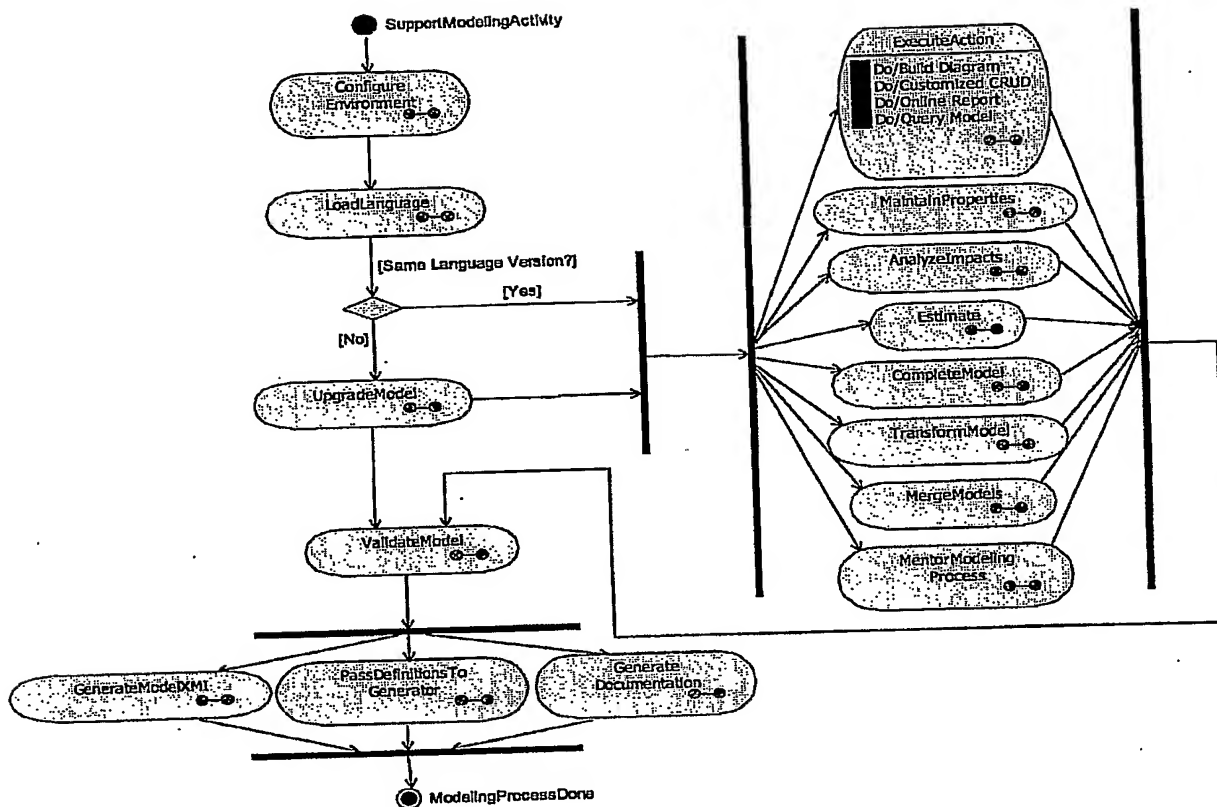 SupportModelingActivity
Configure
Environment
LoadLanguage
[Same Language Version?]
[Yes]
[No]
UpgradeModel
ValidateModel
GenerateModelXMI
PassDefinitionsTo
Generator
Generate
Documentation
ModelingProcessDone
ExecuteAction
Do/Build Diagram
Do/Customized CRUD
Do/Online Report
Do/Query Model
MaintainProperties
AnalyzeImpacts
Estimate
CompleteModel
TransformModel
MergeModels
MentorModeling
Process